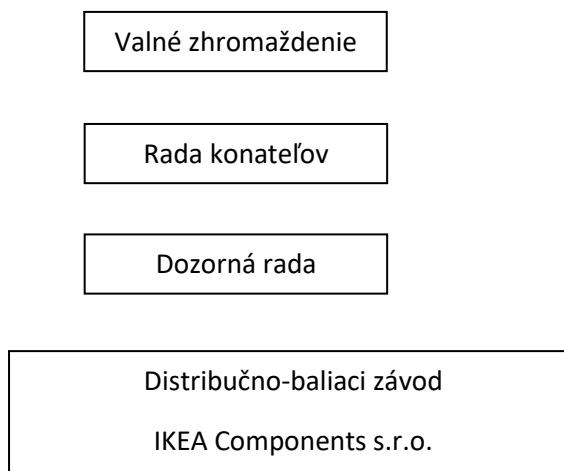 Valné zhromaždenie
Rada konateľov
Dozorná rada
Distribučno-baliaci závod
IKEA Components s.r.o.